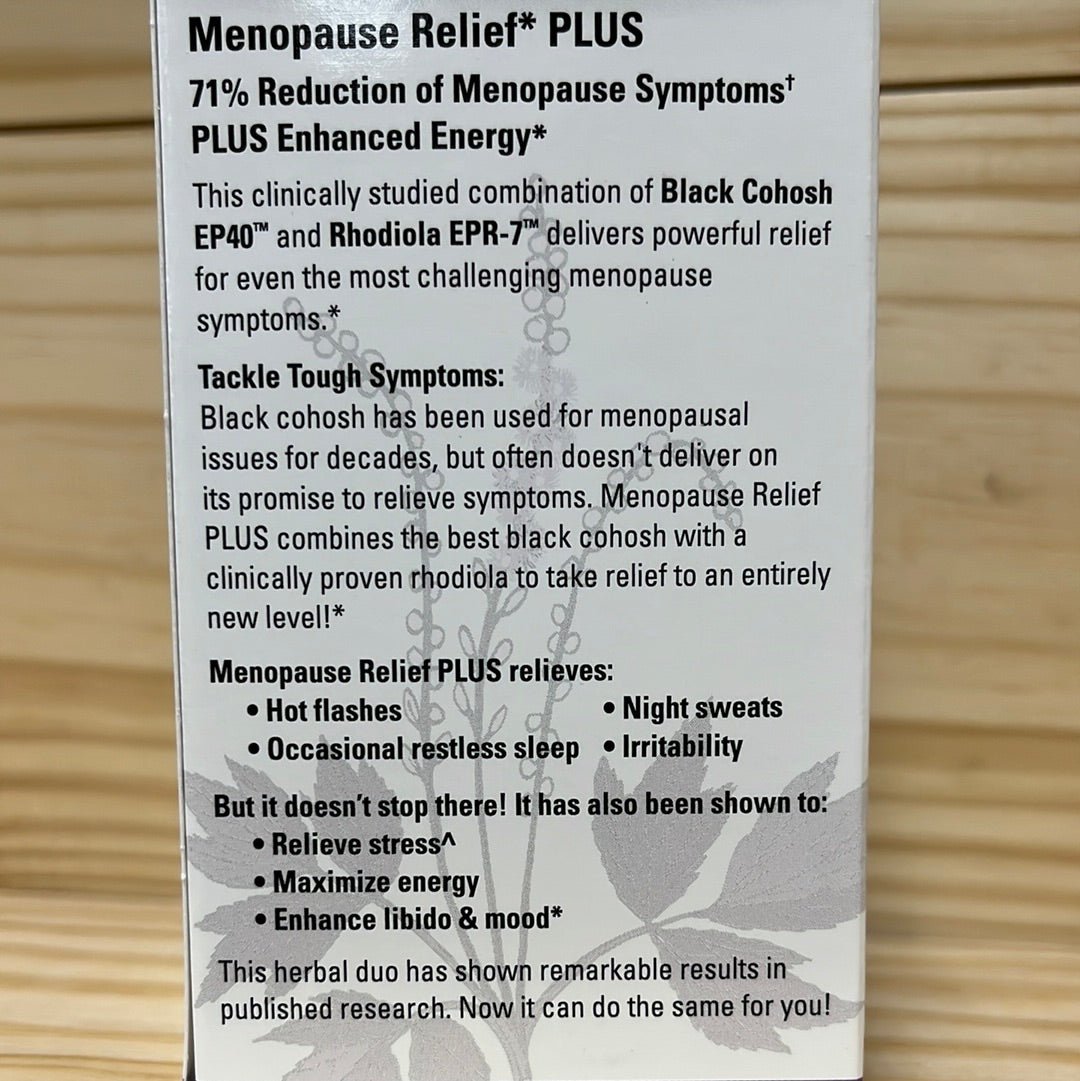 Menopause Relief* PLUS
71% Reduction of Menopause Symptoms†
PLUS Enhanced Energy*
This clinically studied combination of Black Cohosh
EP40™ and Rhodiola EPR-7™ delivers powerful relief
for even the most challenging menopause
symptoms.*
Tackle Tough Symptoms:
Black cohosh has been used for menopausal
issues for decades, but often doesn't deliver on
its promise to relieve symptoms. Menopause Relief
PLUS combines the best black cohosh with a
clinically proven rhodiola to take relief to an entirely
new level!*
Menopause Relief PLUS relieves:
• Hot flashes • Night sweats
• Occasional restless sleep • Irritability
But it doesn't stop there! It has also been shown to:
• Relieve stress^
• Maximize energy
• Enhance libido & mood*
This herbal duo has shown remarkable results in
published research. Now it can do the same for you!